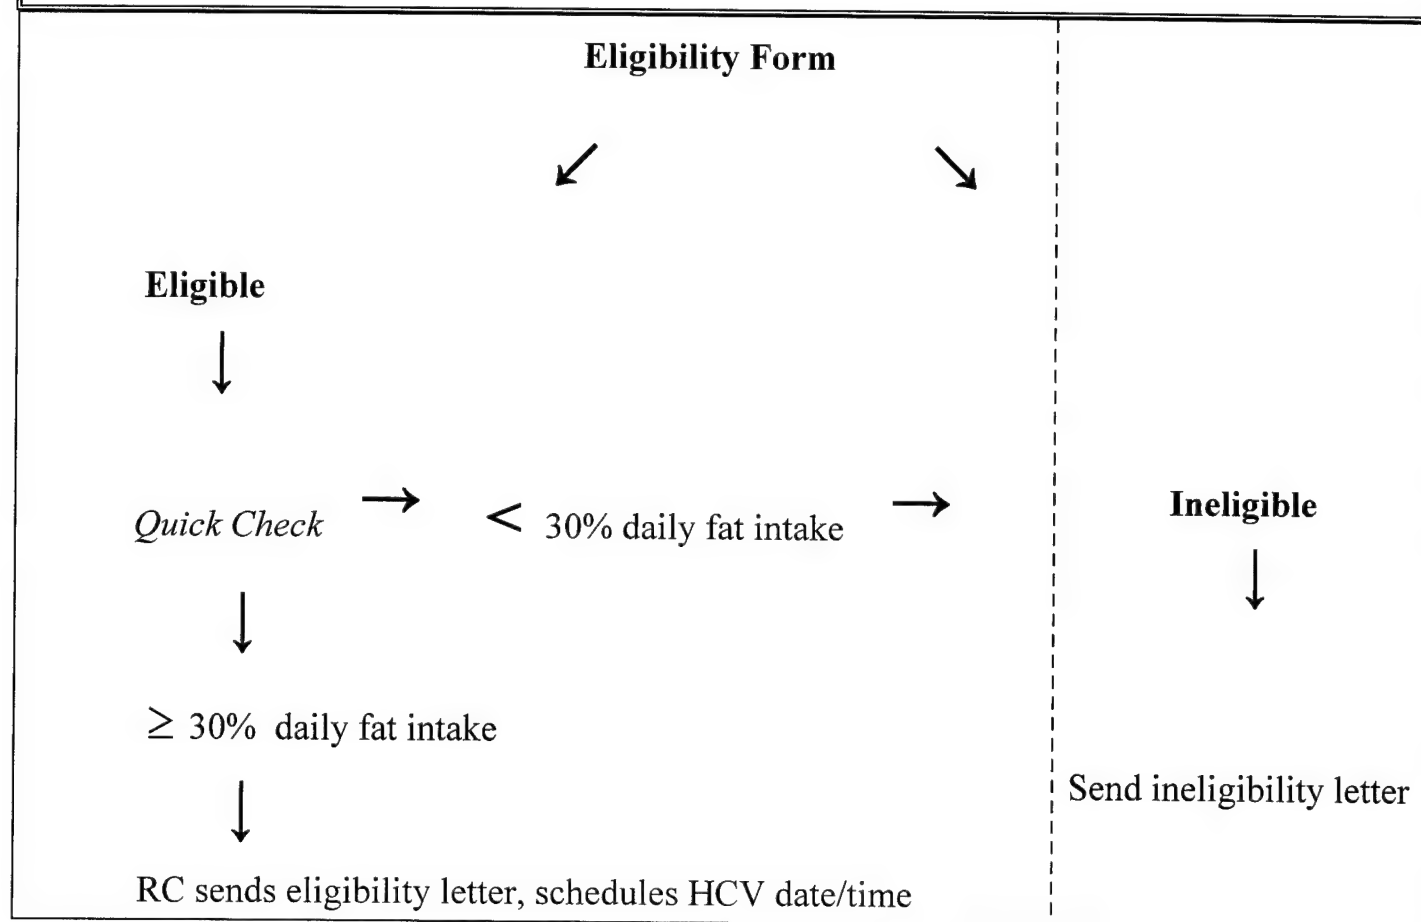 Eligibility Form
Eligible
Quick Check → < 30% daily fat intake → Ineligible
≥ 30% daily fat intake
Send ineligibility letter
RC sends eligibility letter, schedules HCV date/time